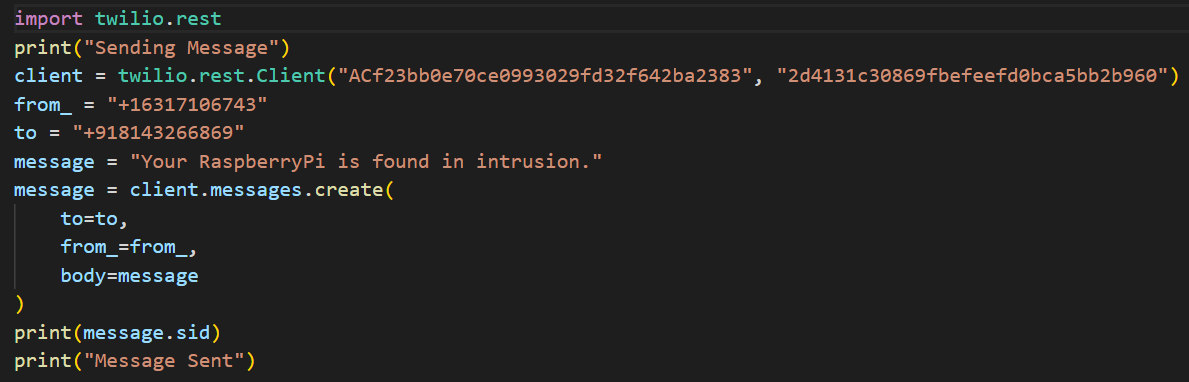 import twilio.rest
print("Sending Message")
client = twilio.rest.Client("ACf23bb0e70ce0993029fd32f642ba2383", "2d4131c30869fbefeefd0bca5bb2b960")
from_ = "+16317106743"
to = "+918143266869"
message = "Your RaspberryPi is found in intrusion."
message = client.messages.create(
    to=to,
    from_=from_,
    body=message
)
print(message.sid)
print("Message Sent")